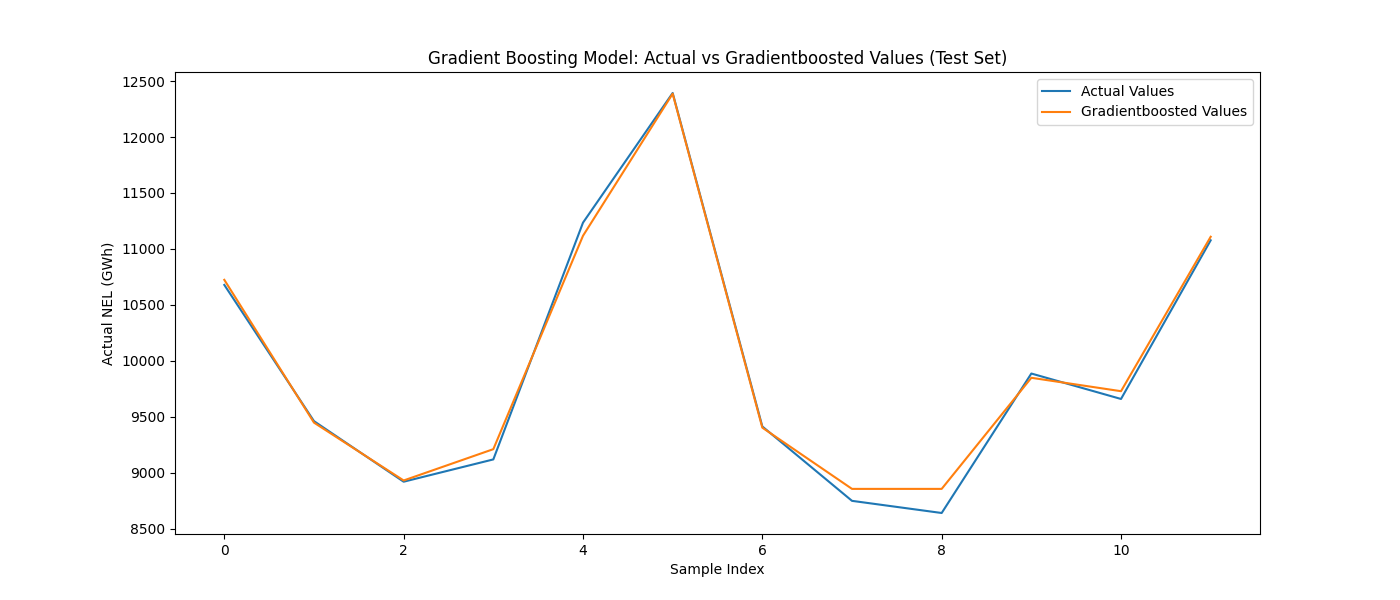 Gradient Boosting Model: Actual vs Gradientboosted Values (Test Set)
Actual Values
Gradientboosted Values
Actual NEL (GWh)
12500
12000
11500
11000
10500
10000
9500
9000
8500
0 2 4 6 8 10
Sample Index